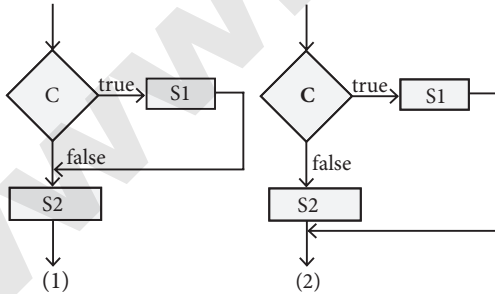 C
true
S1
false
S2
(1)
C
true
S1
false
S2
(2)